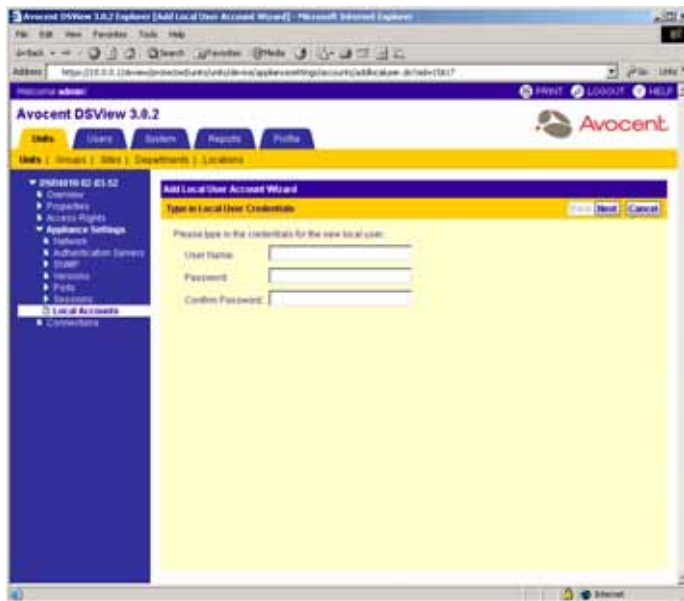 Avocent DSView 3.0.2 Explorer [Add Local User Account Wizard] - Microsoft Internet Explorer
File Edit View Favorites Tools Help
Back Search Favorites Media
Address Links
Welcome admin PRINT LOGOUT HELP
Avocent DSView 3.0.2
Avocent
Units Users System Reports Profile
Units | Groups | Sites | Departments | Locations
Overview
Properties
Access Rights
Appliance Settings
Network
Authentication Servers
SNMP
Versions
Ports
Sessions
Local Accounts
Connections
Add Local User Account Wizard
Type in Local User Credentials Next Cancel
Please type in the credentials for the new local user.
User Name:
Password:
Confirm Password:
Internet